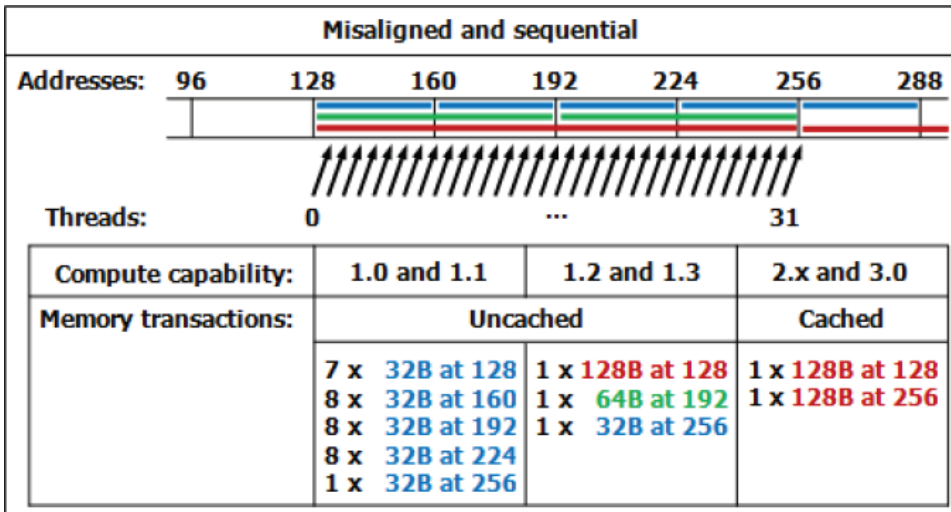 Misaligned and sequential
Addresses: 96 128 160 192 224 256 288
Threads: 0 ... 31
Compute capability: 1.0 and 1.1 1.2 and 1.3 2.x and 3.0
Memory transactions: Uncached Cached
7 x 32B at 128 1 x 128B at 128 1 x 128B at 128
8 x 32B at 160 1 x 64B at 192 1 x 128B at 256
8 x 32B at 192 1 x 32B at 256
8 x 32B at 224
1 x 32B at 256